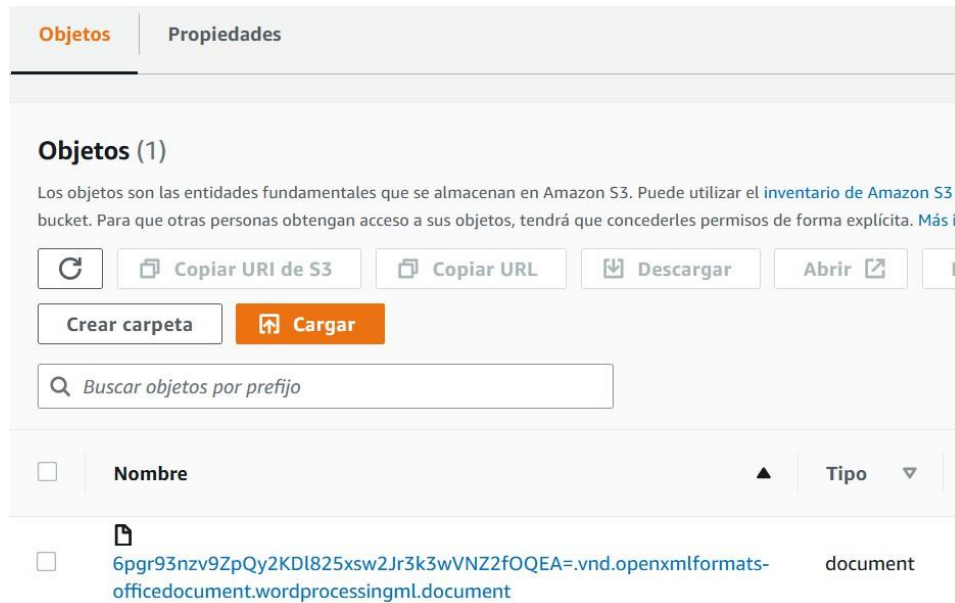 Objetos Propiedades
Objetos (1)
Los objetos son las entidades fundamentales que se almacenan en Amazon S3. Puede utilizar el inventario de Amazon S3
bucket. Para que otras personas obtengan acceso a sus objetos, tendrá que concederles permisos de forma explícita. Más
Copiar URI de S3 Copiar URL Descargar Abrir
Crear carpeta Cargar
Buscar objetos por prefijo
Nombre Tipo
6pgr93nzv9ZpQy2KDl825xsw2Jr3k3wVNZ2fOQEA=.vnd.openxmlformats- document
officedocument.wordprocessingml.document